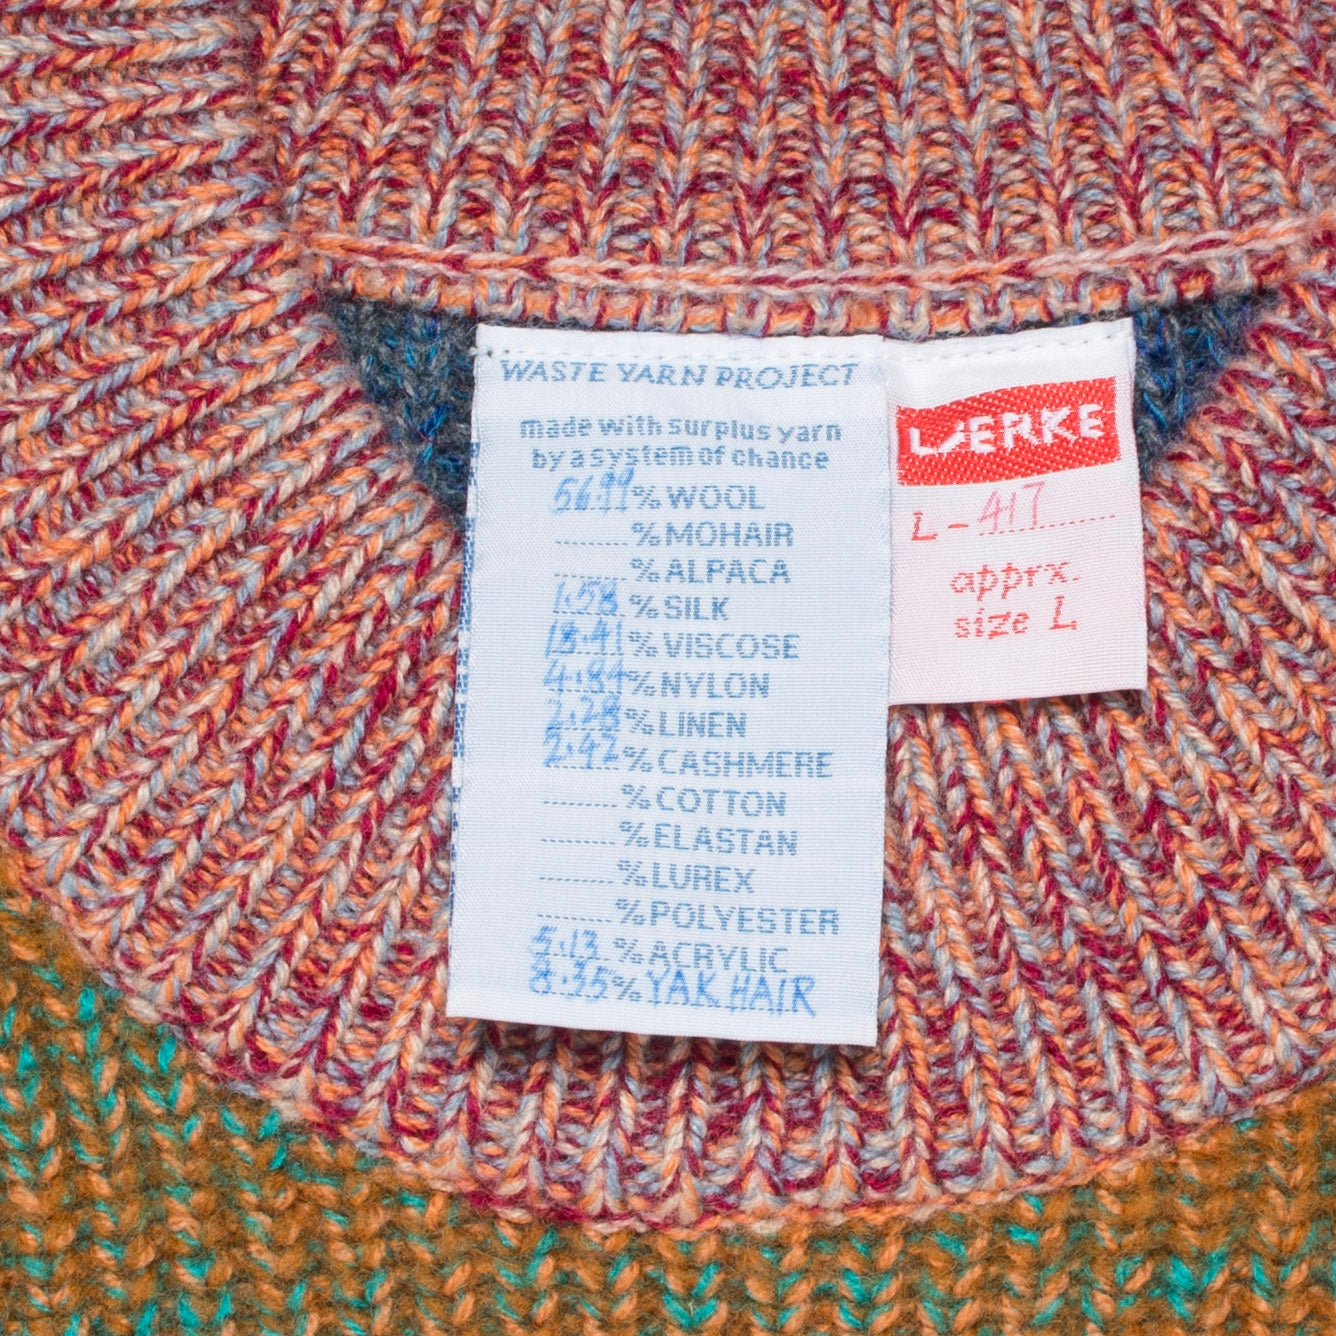 WASTE YARN PROJECT
made with surplus yarn
by a system of chance
56.99% WOOL
........% MOHAIR
........% ALPACA
1.58% SILK
18.41% VISCOSE
4.84% NYLON
2.28% LINEN
2.42% CASHMERE
........% COTTON
........% ELASTAN
........% LUREX
........% POLYESTER
5.13% ACRYLIC
8.35% YAK HAIR
LÆRKE
L-417
apprx.
size L